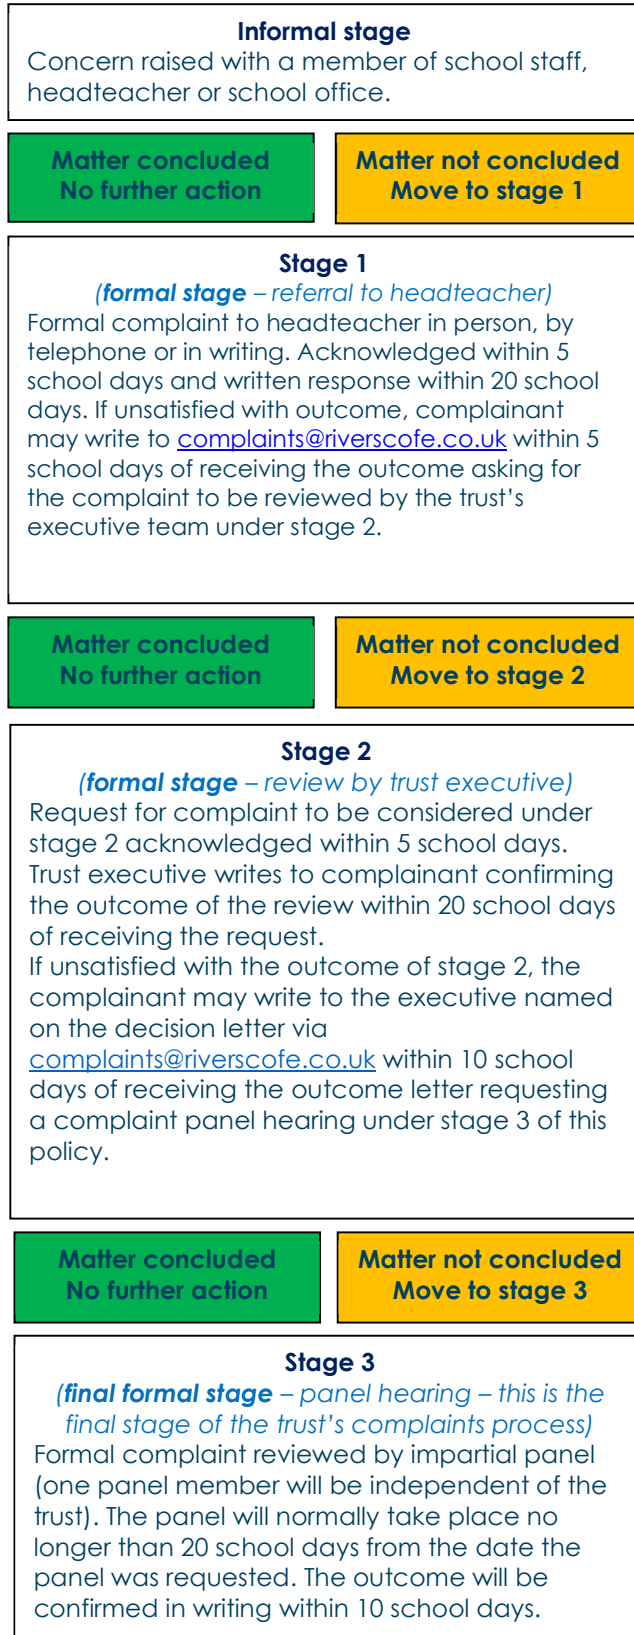 Informal stage
Concern raised with a member of school staff,
headteacher or school office.
Matter concluded
No further action
Matter not concluded
Move to stage 1
Stage 1
(formal stage – referral to headteacher)
Formal complaint to headteacher in person, by
telephone or in writing. Acknowledged within 5
school days and written response within 20 school
days. If unsatisfied with outcome, complainant
may write to complaints@riverscofe.co.uk within 5
school days of receiving the outcome asking for
the complaint to be reviewed by the trust’s
executive team under stage 2.
Matter concluded
No further action
Matter not concluded
Move to stage 2
Stage 2
(formal stage – review by trust executive)
Request for complaint to be considered under
stage 2 acknowledged within 5 school days.
Trust executive writes to complainant confirming
the outcome of the review within 20 school days
of receiving the request.
If unsatisfied with the outcome of stage 2, the
complainant may write to the executive named
on the decision letter via
complaints@riverscofe.co.uk within 10 school
days of receiving the outcome letter requesting
a complaint panel hearing under stage 3 of this
policy.
Matter concluded
No further action
Matter not concluded
Move to stage 3
Stage 3
(final formal stage – panel hearing – this is the
final stage of the trust’s complaints process)
Formal complaint reviewed by impartial panel
(one panel member will be independent of the
trust). The panel will normally take place no
longer than 20 school days from the date the
panel was requested. The outcome will be
confirmed in writing within 10 school days.